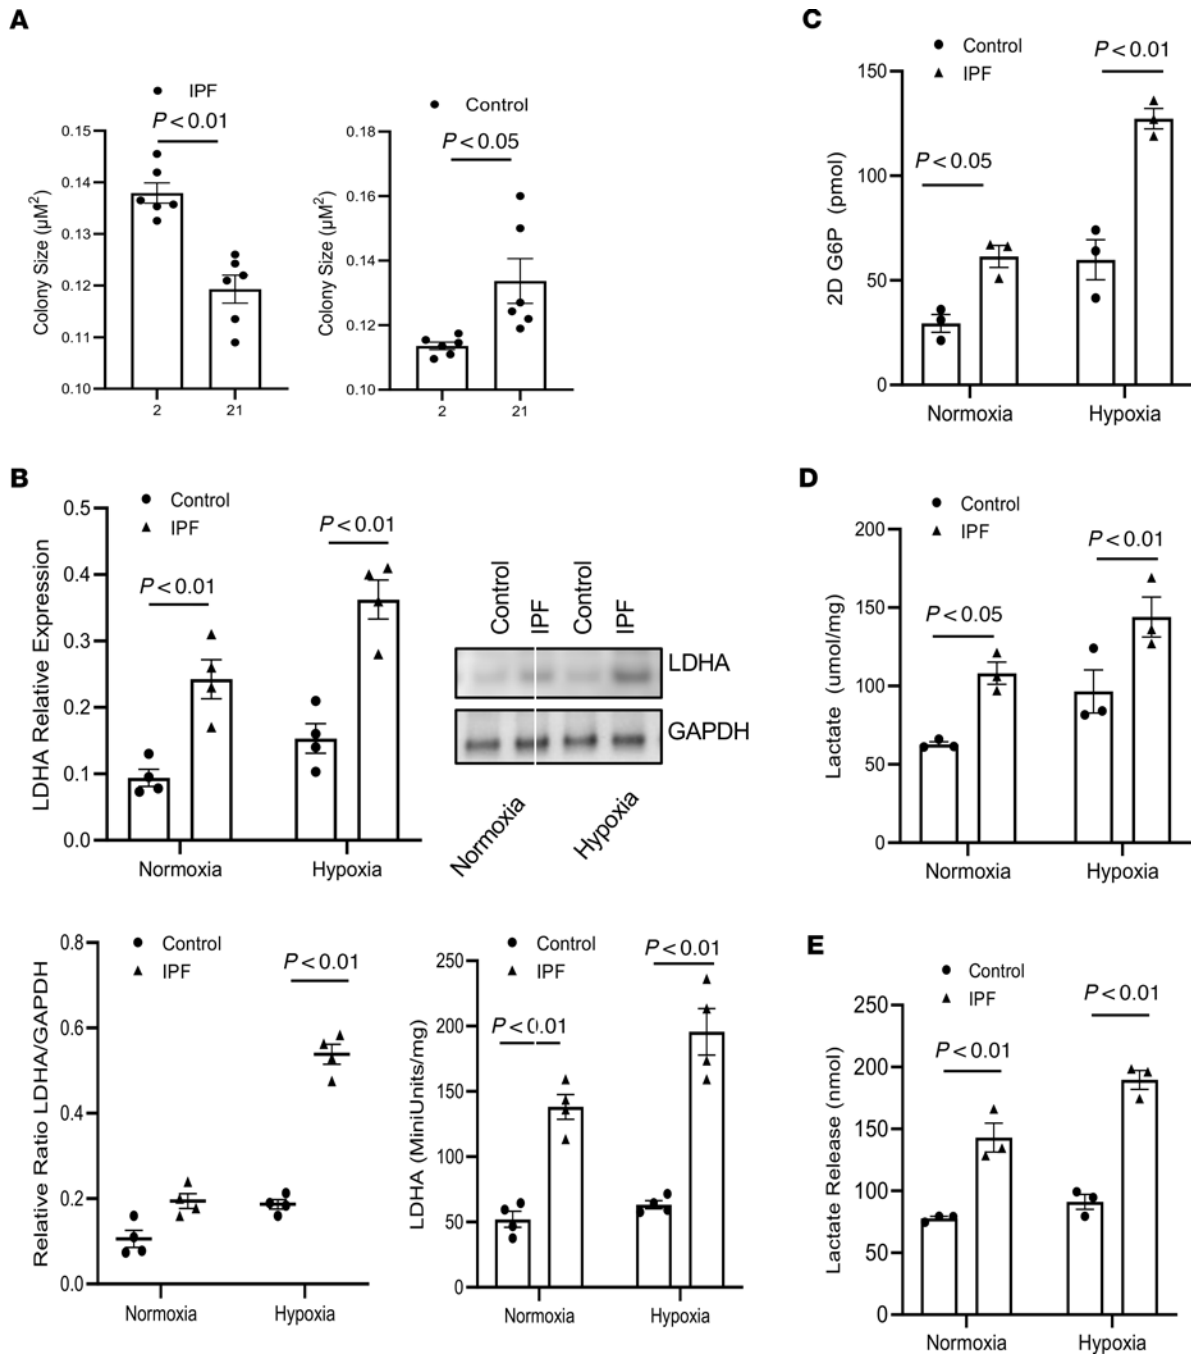 A
IPF
P < 0.01
0.15
0.14
0.13
0.12
0.11
0.10
Colony Size (µM²)
2
21
Control
P < 0.05
0.18
0.16
0.14
0.12
0.10
Colony Size (µM²)
2
21
C
Control
IPF
P < 0.01
P < 0.05
150
100
50
0
2D G6P (pmol)
Normoxia
Hypoxia
B
Control
IPF
P < 0.01
P < 0.01
0.5
0.4
0.3
0.2
0.1
0.0
LDHA Relative Expression
Normoxia
Hypoxia
Control
IPF
Control
IPF
LDHA
GAPDH
Normoxia
Hypoxia
D
Control
IPF
P < 0.01
P < 0.05
200
150
100
50
0
Lactate (umol/mg)
Normoxia
Hypoxia
Control
IPF
P < 0.01
0.8
0.6
0.4
0.2
0.0
Relative Ratio LDHA/GAPDH
Normoxia
Hypoxia
Control
IPF
P < 0.01
P < 0.01
250
200
150
100
50
0
LDHA (MiniUnits/mg)
Normoxia
Hypoxia
E
Control
IPF
P < 0.01
P < 0.01
250
200
150
100
50
0
Lactate Release (nmol)
Normoxia
Hypoxia